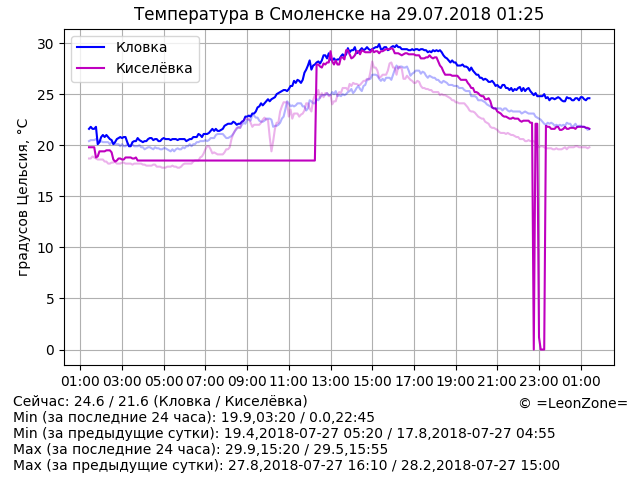 Температура в Смоленске на 29.07.2018 01:25
Кловка
Киселёвка
градусов Цельсия, °C
30
25
20
15
10
5
0
01:00 03:00 05:00 07:00 09:00 11:00 13:00 15:00 17:00 19:00 21:00 23:00 01:00
Сейчас: 24.6 / 21.6 (Кловка / Киселёвка)
© =LeonZone=
Min (за последние 24 часа): 19.9,03:20 / 0.0,22:45
Min (за предыдущие сутки): 19.4,2018-07-27 05:20 / 17.8,2018-07-27 04:55
Max (за последние 24 часа): 29.9,15:20 / 29.5,15:55
Max (за предыдущие сутки): 27.8,2018-07-27 16:10 / 28.2,2018-07-27 15:00